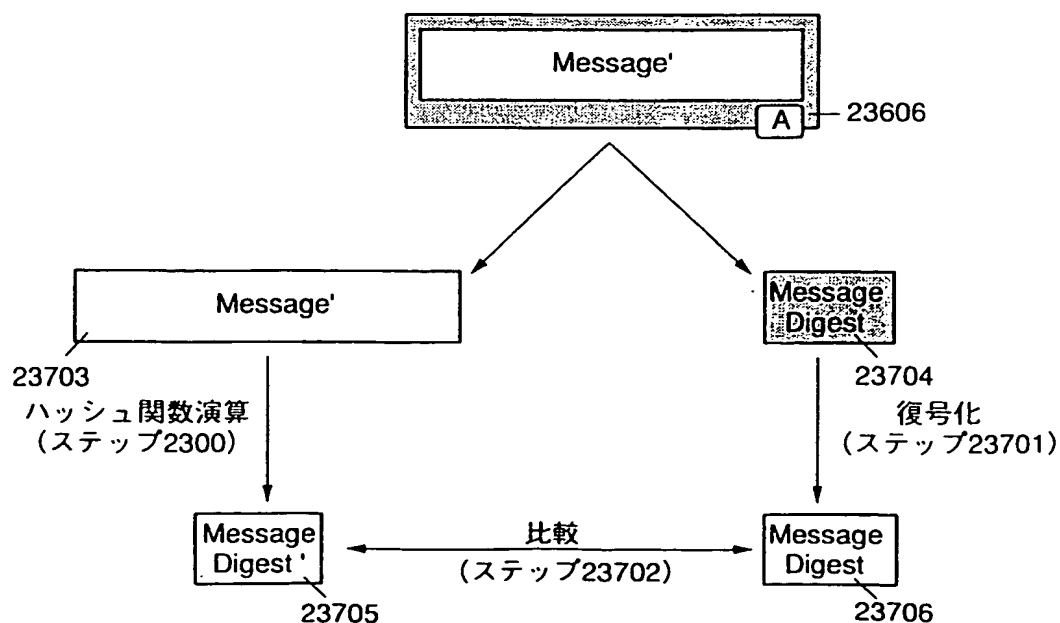 Message'
A
23606
Message'
23703
Message
Digest
23704
ハッシュ関数演算
(ステップ2300)
復号化
(ステップ23701)
Message
Digest'
23705
比較
(ステップ23702)
Message
Digest
23706